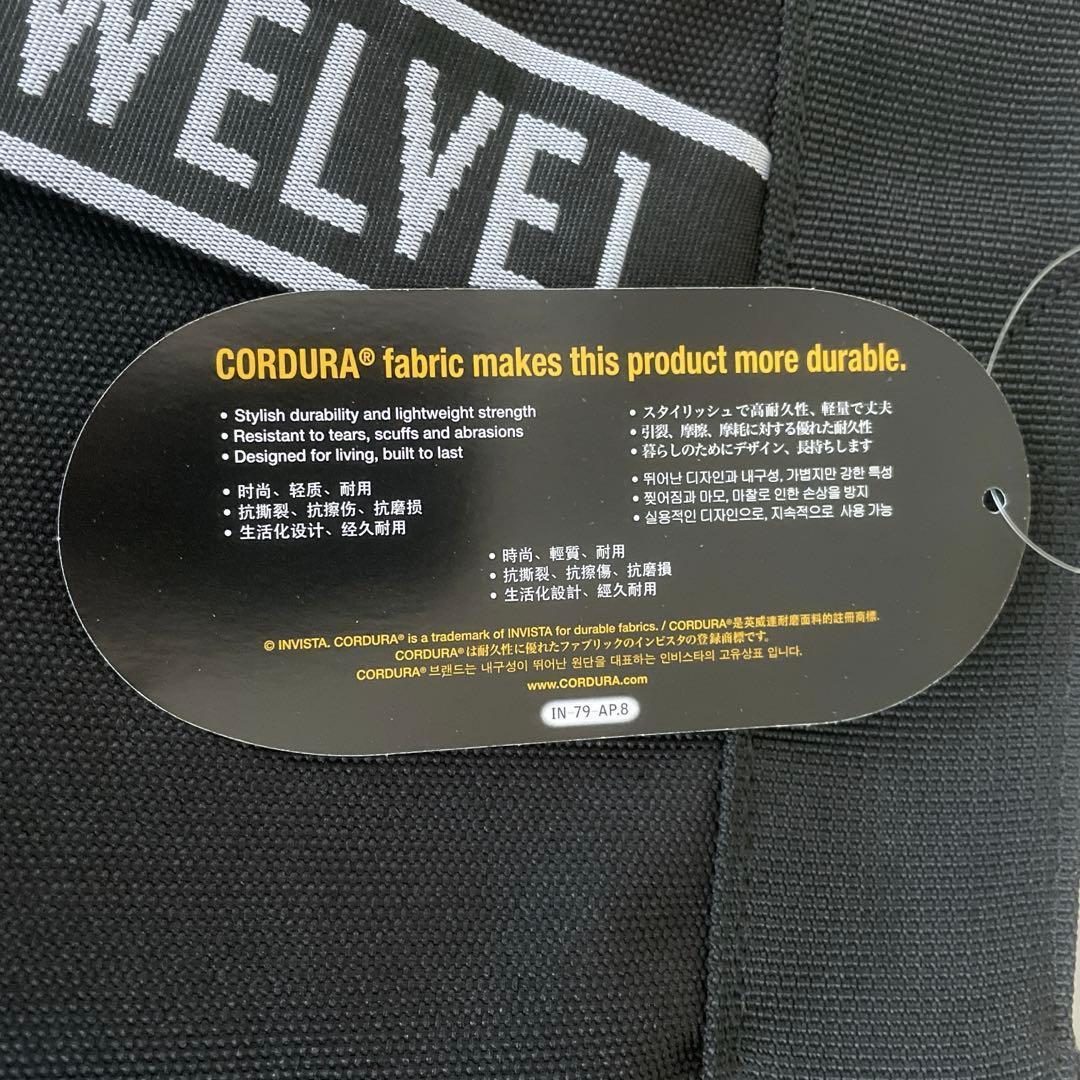 WELVE
CORDURA® fabric makes this product more durable.
• Stylish durability and lightweight strength
• Resistant to tears, scuffs and abrasions
• Designed for living, built to last
• スタイリッシュで高耐久性、軽量で丈夫
• 引裂、摩擦、摩耗に対する優れた耐久性
• 暮らしのためにデザイン、長持ちします
• 时尚、轻质、耐用
• 抗撕裂、抗擦伤、抗磨损
• 生活化设计、经久耐用
• 뛰어난 디자인과 내구성, 가볍지만 강한 특성
• 찢어짐과 마모, 마찰로 인한 손상을 방지
• 실용적인 디자인으로, 지속적으로 사용 가능
• 時尚、輕質、耐用
• 抗撕裂、抗擦傷、抗磨損
• 生活化設計、經久耐用
© INVISTA. CORDURA® is a trademark of INVISTA for durable fabrics. / CORDURA®是英威達耐磨面料的註冊商標.
CORDURA®は耐久性に優れたファブリックのインビスタの登録商標です。
CORDURA® 브랜드는 내구성이 뛰어난 원단을 대표하는 인비스타의 고유상표 입니다.
www.CORDURA.com
IN-79-AP.8